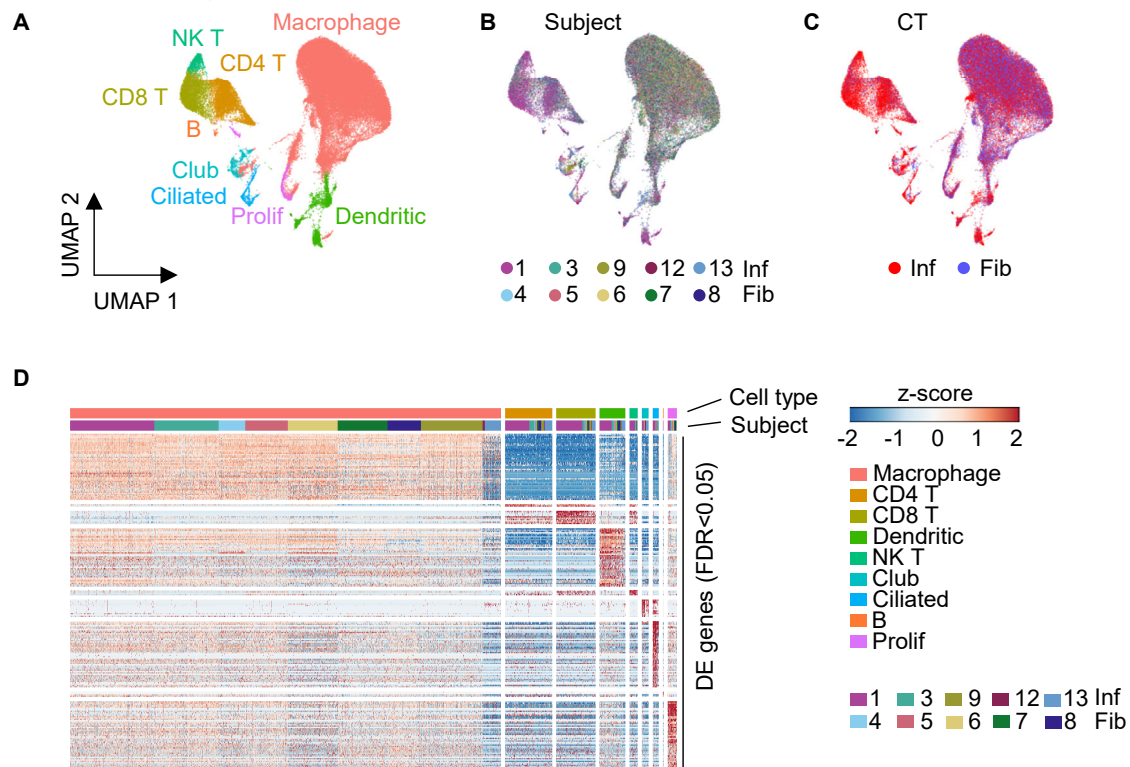 A
Macrophage
NK T
CD4 T
CD8 T
B
Club
Ciliated
Prolif
Dendritic
UMAP 2
UMAP 1
B
Subject
1 3 9 12 13 Inf
4 5 6 7 8 Fib
C
CT
Inf Fib
D
Cell type
Subject
DE genes (FDR<0.05)
z-score
-2 -1 0 1 2
Macrophage
CD4 T
CD8 T
Dendritic
NK T
Club
Ciliated
B
Prolif
1 3 9 12 13 Inf
4 5 6 7 8 Fib